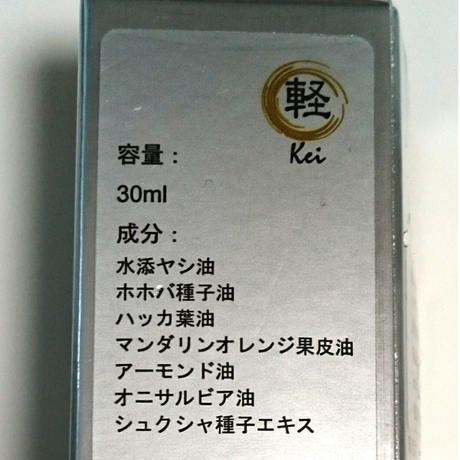 軽
Kei
容量：
30ml
成分：
水添ヤシ油
ホホバ種子油
ハッカ葉油
マンダリンオレンジ果皮油
アーモンド油
オニサルビア油
シュクシャ種子エキス